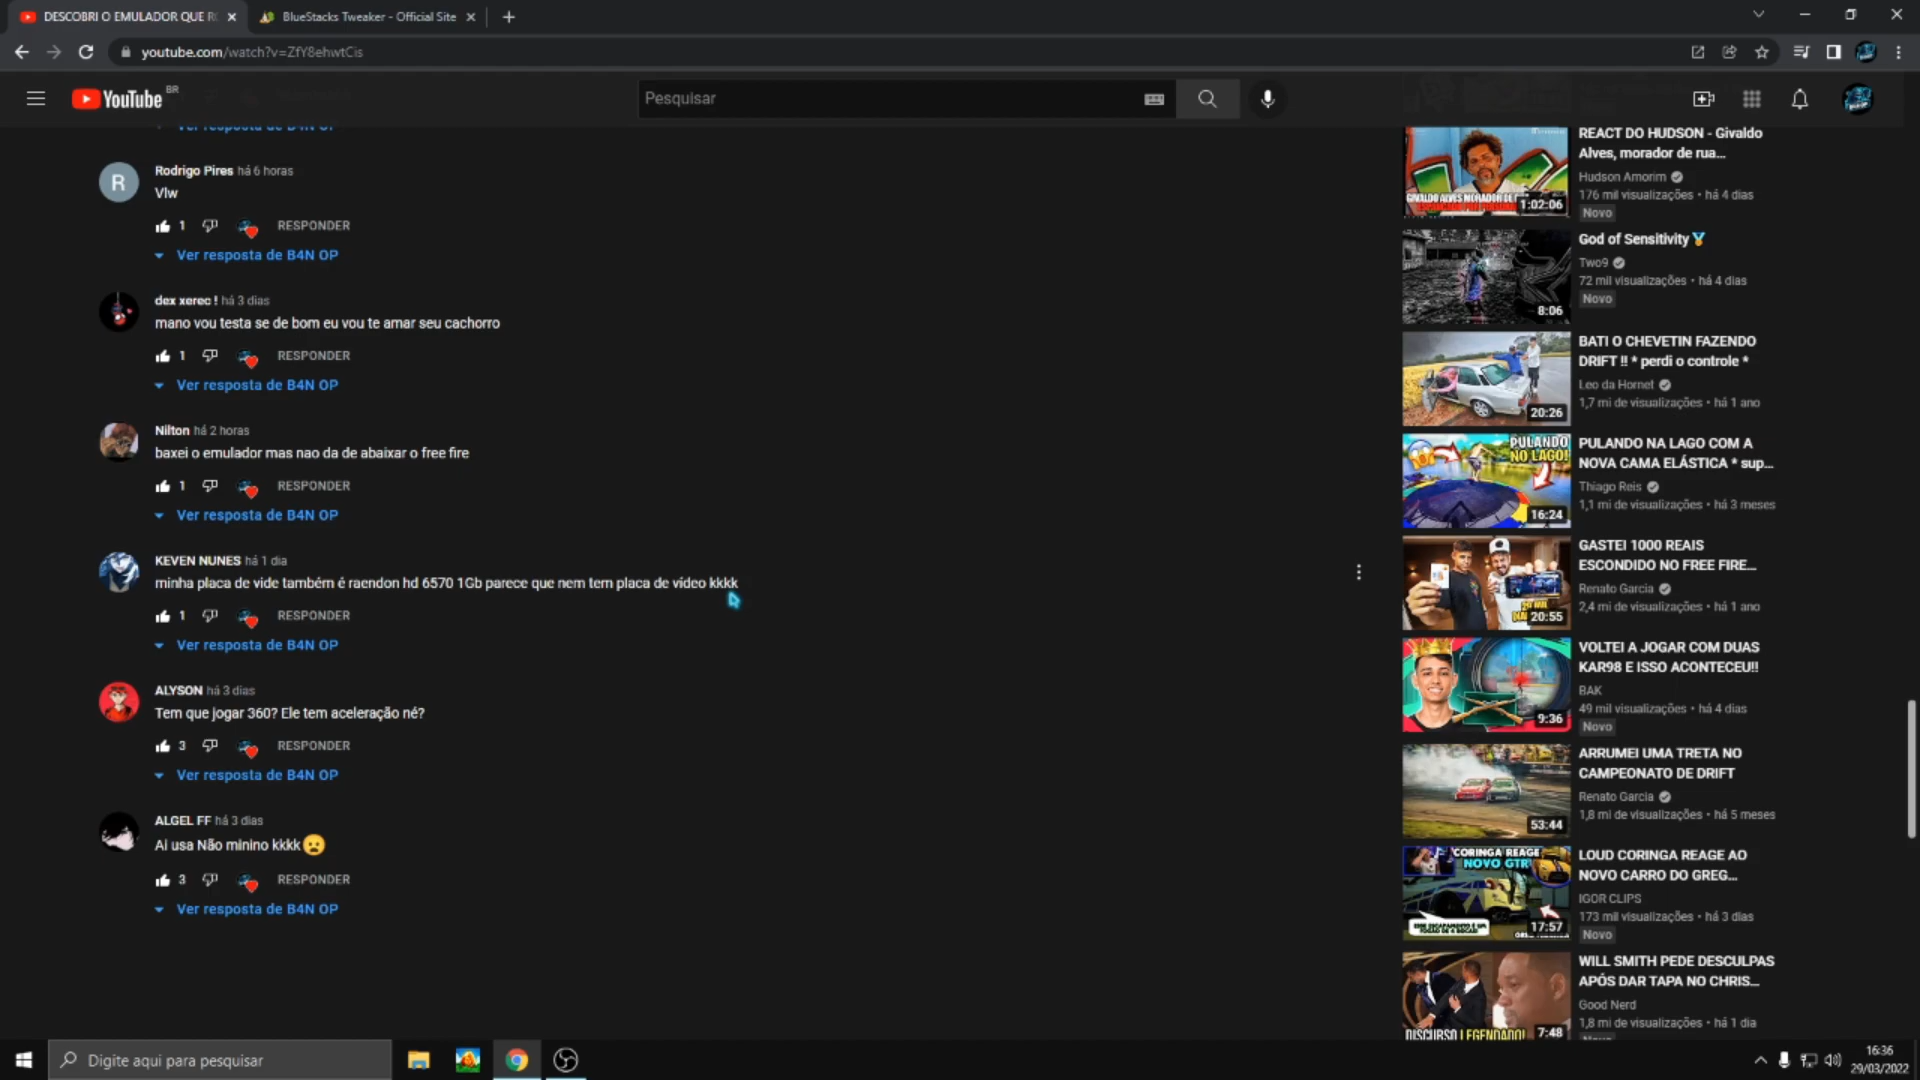 DESCOBRI O EMULADOR QUE R
BlueStacks Tweaker - Official Site
youtube.com/watch?v=ZfY8ehwtCis
YouTube BR
Pesquisar
Ver resposta de B4N OP
Rodrigo Pires há 6 horas
Vlw
1 RESPONDER
Ver resposta de B4N OP
dex xerec ! há 3 dias
mano vou testa se de bom eu vou te amar seu cachorro
1 RESPONDER
Ver resposta de B4N OP
Nilton há 2 horas
baxei o emulador mas nao da de abaixar o free fire
1 RESPONDER
Ver resposta de B4N OP
KEVEN NUNES há 1 dia
minha placa de vide também é raendon hd 6570 1Gb parece que nem tem placa de vídeo kkkk
1 RESPONDER
Ver resposta de B4N OP
ALYSON há 3 dias
Tem que jogar 360? Ele tem aceleração né?
3 RESPONDER
Ver resposta de B4N OP
ALGEL FF há 3 dias
Ai usa Não minino kkkk😦
3 RESPONDER
Ver resposta de B4N OP
1:02:06
REACT DO HUDSON - Givaldo
Alves, morador de rua...
Hudson Amorim
176 mil visualizações • há 4 dias
Novo
8:06
God of Sensitivity🏅
Two9
72 mil visualizações • há 4 dias
Novo
20:26
BATI O CHEVETIN FAZENDO
DRIFT !! * perdi o controle *
Leo da Hornet
1,7 mi de visualizações • há 1 ano
PULANDO
NO LAGO!
16:24
PULANDO NA LAGO COM A
NOVA CAMA ELÁSTICA * sup...
Thiago Reis
1,1 mi de visualizações • há 3 meses
20:55
GASTEI 1000 REAIS
ESCONDIDO NO FREE FIRE...
Renato Garcia
2,4 mi de visualizações • há 1 ano
9:36
VOLTEI A JOGAR COM DUAS
KAR98 E ISSO ACONTECEU!!
BAK
49 mil visualizações • há 4 dias
Novo
53:44
ARRUMEI UMA TRETA NO
CAMPEONATO DE DRIFT
Renato Garcia
1,8 mi de visualizações • há 5 meses
CORINGA REAGE
NOVO GTR
17:57
LOUD CORINGA REAGE AO
NOVO CARRO DO GREG...
IGOR CLIPS
173 mil visualizações • há 3 dias
Novo
DISCURSO LEGENDADO!
7:48
WILL SMITH PEDE DESCULPAS
APÓS DAR TAPA NO CHRIS...
Good Nerd
1,8 mi de visualizações • há 1 dia
Digite aqui para pesquisar
16:36
29/03/2022